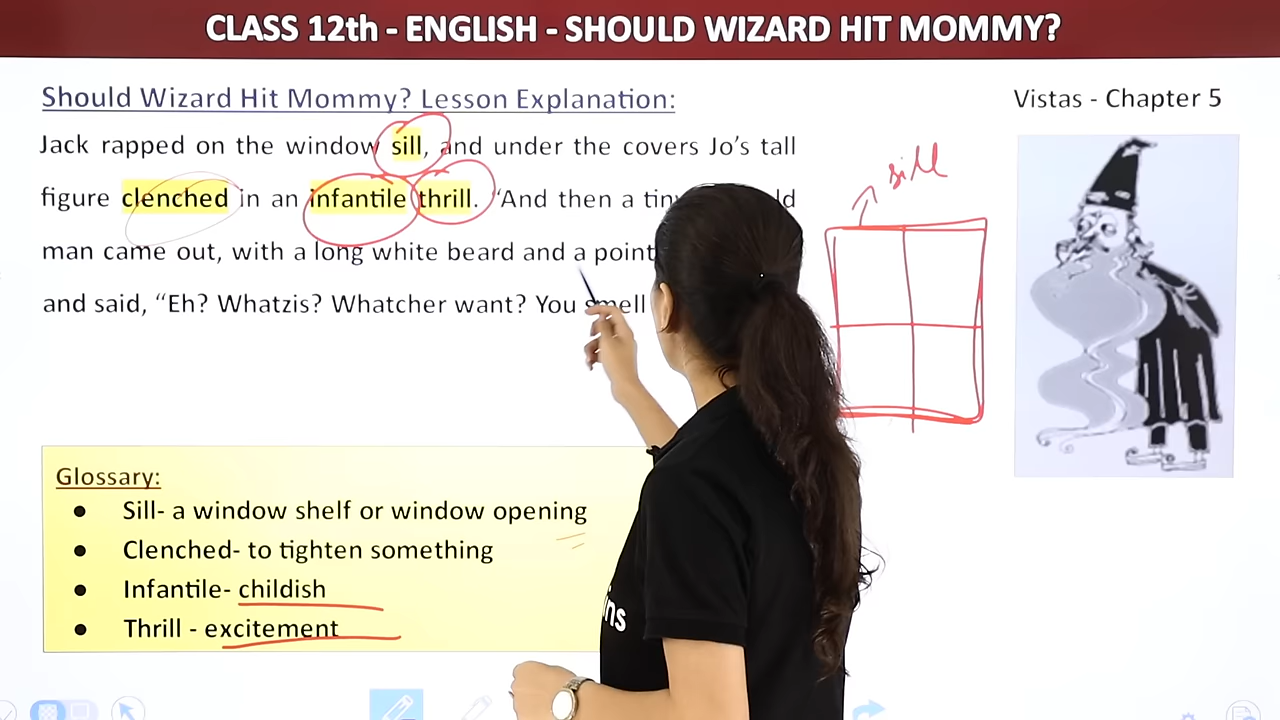 CLASS 12th - ENGLISH - SHOULD WIZARD HIT MOMMY?
Should Wizard Hit Mommy? Lesson Explanation:
Vistas - Chapter 5
Jack rapped on the window sill, and under the covers Jo's tall
figure clenched in an infantile thrill. "And then a tiny
man came out, with a long white beard and a point
and said, "Eh? Whatzis? Whatcher want? You smell
sill
Glossary:
● Sill- a window shelf or window opening
● Clenched- to tighten something
● Infantile- childish
● Thrill - excitement
ns